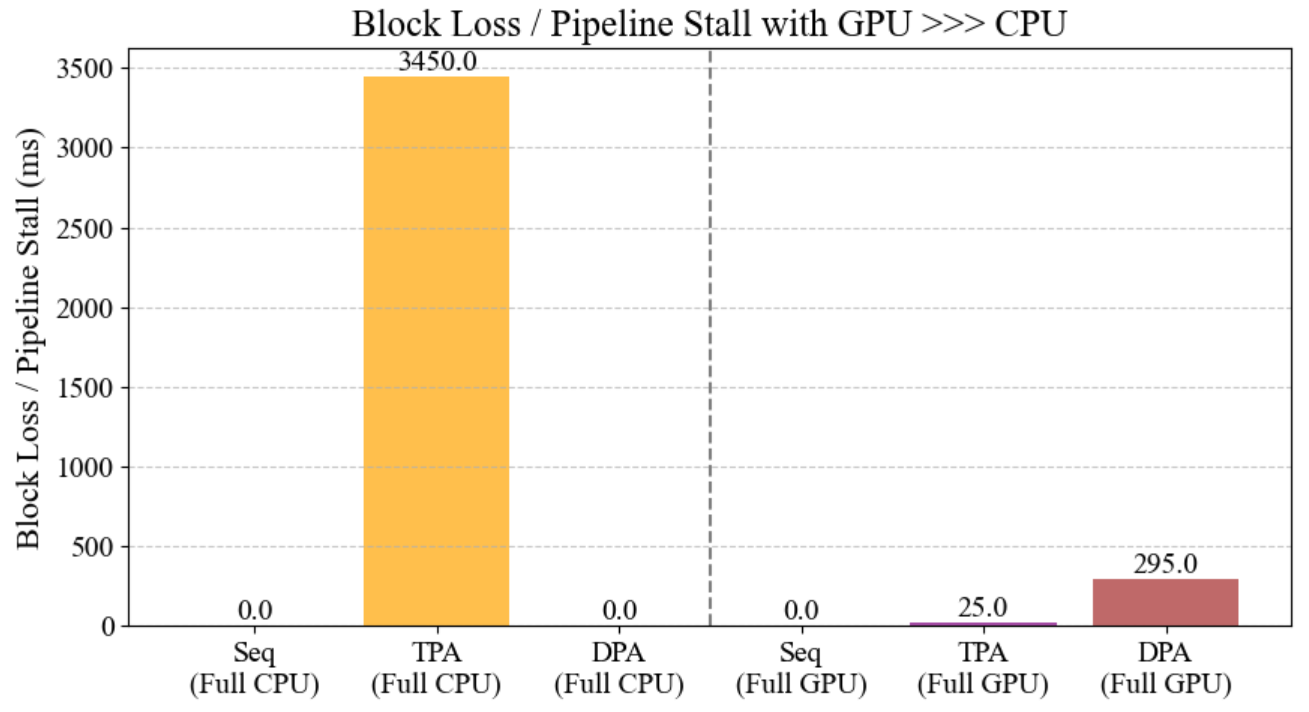 Block Loss / Pipeline Stall with GPU >>> CPU
Block Loss / Pipeline Stall (ms)
3500
3000
2500
2000
1500
1000
500
0
0.0
3450.0
0.0
0.0
25.0
295.0
Seq
(Full CPU)
TPA
(Full CPU)
DPA
(Full CPU)
Seq
(Full GPU)
TPA
(Full GPU)
DPA
(Full GPU)